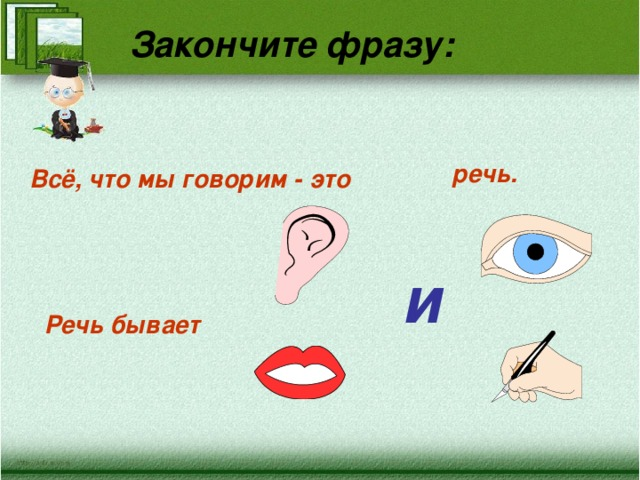 Закончите фразу:
Всё, что мы говорим - это речь.
Речь бывает
и